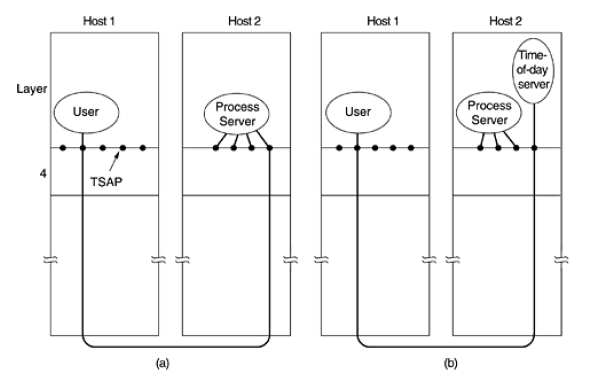 Host 1
Host 2
Host 1
Host 2
Layer
User
Process
Server
User
Process
Server
Time-
of-day
server
4
TSAP
(a)
(b)